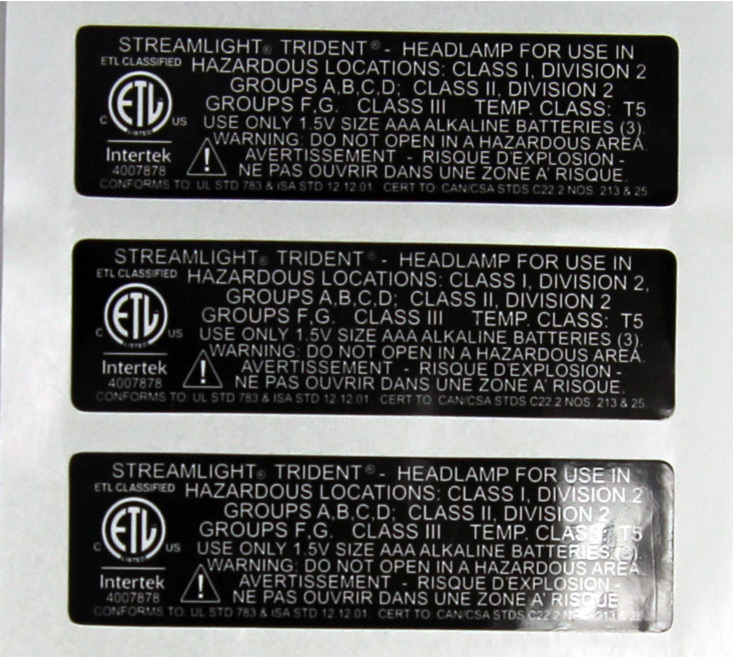 STREAMLIGHT® TRIDENT® - HEADLAMP FOR USE IN
ETL CLASSIFIED HAZARDOUS LOCATIONS: CLASS I, DIVISION 2
GROUPS A,B,C,D; CLASS II, DIVISION 2
ETL
GROUPS F,G. CLASS III TEMP. CLASS: T5
C LISTED US USE ONLY 1.5V SIZE AAA ALKALINE BATTERIES (3).
WARNING: DO NOT OPEN IN A HAZARDOUS AREA.
Intertek ! AVERTISSEMENT - RISQUE D'EXPLOSION -
4007878 NE PAS OUVRIR DANS UNE ZONE A' RISQUE.
CONFORMS TO: UL STD 783 & ISA STD 12.12.01. CERT TO: CAN/CSA STDS C22.2 NOS. 213 & 25.
STREAMLIGHT® TRIDENT® - HEADLAMP FOR USE IN
ETL CLASSIFIED HAZARDOUS LOCATIONS: CLASS I, DIVISION 2,
GROUPS A,B,C,D; CLASS II, DIVISION 2
ETL
GROUPS F,G. CLASS III TEMP. CLASS: T5
C LISTED US USE ONLY 1.5V SIZE AAA ALKALINE BATTERIES (3).
WARNING: DO NOT OPEN IN A HAZARDOUS AREA.
Intertek ! AVERTISSEMENT - RISQUE D'EXPLOSION -
4007878 NE PAS OUVRIR DANS UNE ZONE A' RISQUE.
CONFORMS TO: UL STD 783 & ISA STD 12.12.01. CERT TO: CAN/CSA STDS C22.2 NOS. 213 & 25.
STREAMLIGHT® TRIDENT® - HEADLAMP FOR USE IN
ETL CLASSIFIED HAZARDOUS LOCATIONS: CLASS I, DIVISION 2
GROUPS A,B,C,D; CLASS II, DIVISION 2
ETL
GROUPS F,G. CLASS III TEMP. CLASS: T5
C LISTED US USE ONLY 1.5V SIZE AAA ALKALINE BATTERIES (3).
WARNING: DO NOT OPEN IN A HAZARDOUS AREA.
Intertek ! AVERTISSEMENT - RISQUE D'EXPLOSION -
4007878 NE PAS OUVRIR DANS UNE ZONE A' RISQUE
CONFORMS TO: UL STD 783 & ISA STD 12.12.01. CERT TO: CAN/CSA STDS C22.2 NOS. 213 &